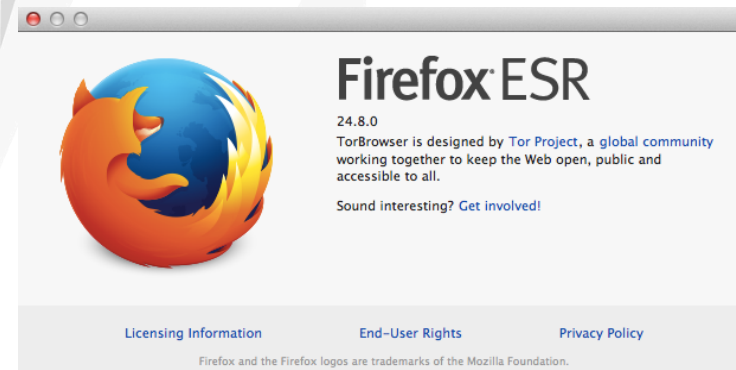 Firefox ESR
24.8.0
TorBrowser is designed by Tor Project, a global community
working together to keep the Web open, public and
accessible to all.
Sound interesting? Get involved!
Licensing Information End-User Rights Privacy Policy
Firefox and the Firefox logos are trademarks of the Mozilla Foundation.